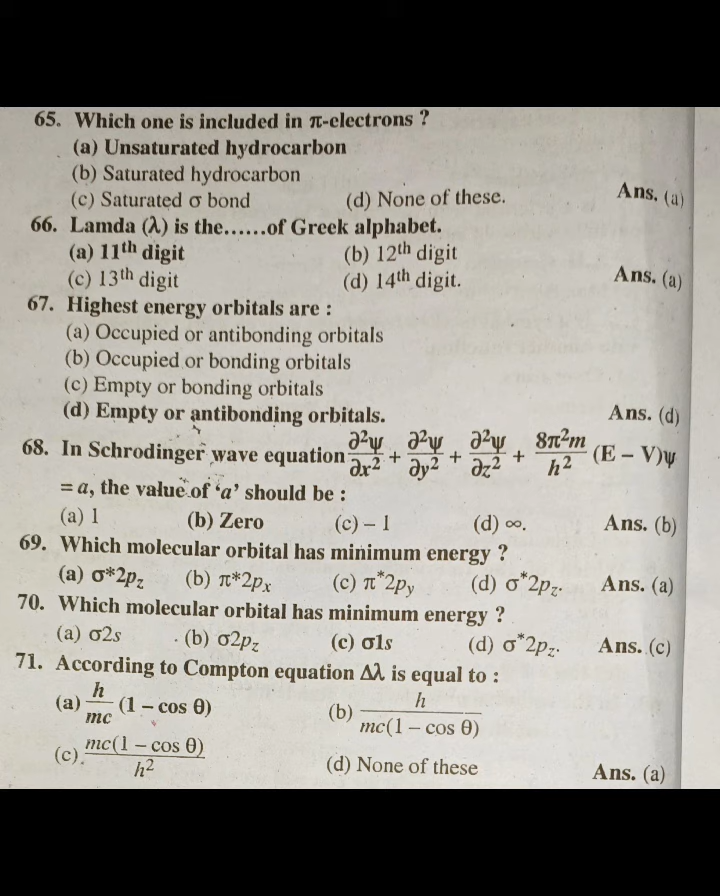 65. Which one is included in π-electrons ?
(a) Unsaturated hydrocarbon
(b) Saturated hydrocarbon
(c) Saturated σ bond (d) None of these. Ans. (a)
66. Lamda (λ) is the......of Greek alphabet.
(a) 11th digit (b) 12th digit
(c) 13th digit (d) 14th digit. Ans. (a)
67. Highest energy orbitals are :
(a) Occupied or antibonding orbitals
(b) Occupied or bonding orbitals
(c) Empty or bonding orbitals
(d) Empty or antibonding orbitals. Ans. (d)
68. In Schrodinger wave equation ∂²ψ/∂x² + ∂²ψ/∂y² + ∂²ψ/∂z² + 8π²m/h² (E – V)ψ
= a, the value of ‘a’ should be :
(a) 1 (b) Zero (c) – 1 (d) ∞. Ans. (b)
69. Which molecular orbital has minimum energy ?
(a) σ*2p_z (b) π*2p_x (c) π*2p_y (d) σ*2p_z. Ans. (a)
70. Which molecular orbital has minimum energy ?
(a) σ2s (b) σ2p_z (c) σ1s (d) σ*2p_z. Ans. (c)
71. According to Compton equation Δλ is equal to :
(a) h/mc (1 – cos θ) (b) h/mc(1 – cos θ)
(c) mc(1 – cos θ)/h² (d) None of these Ans. (a)